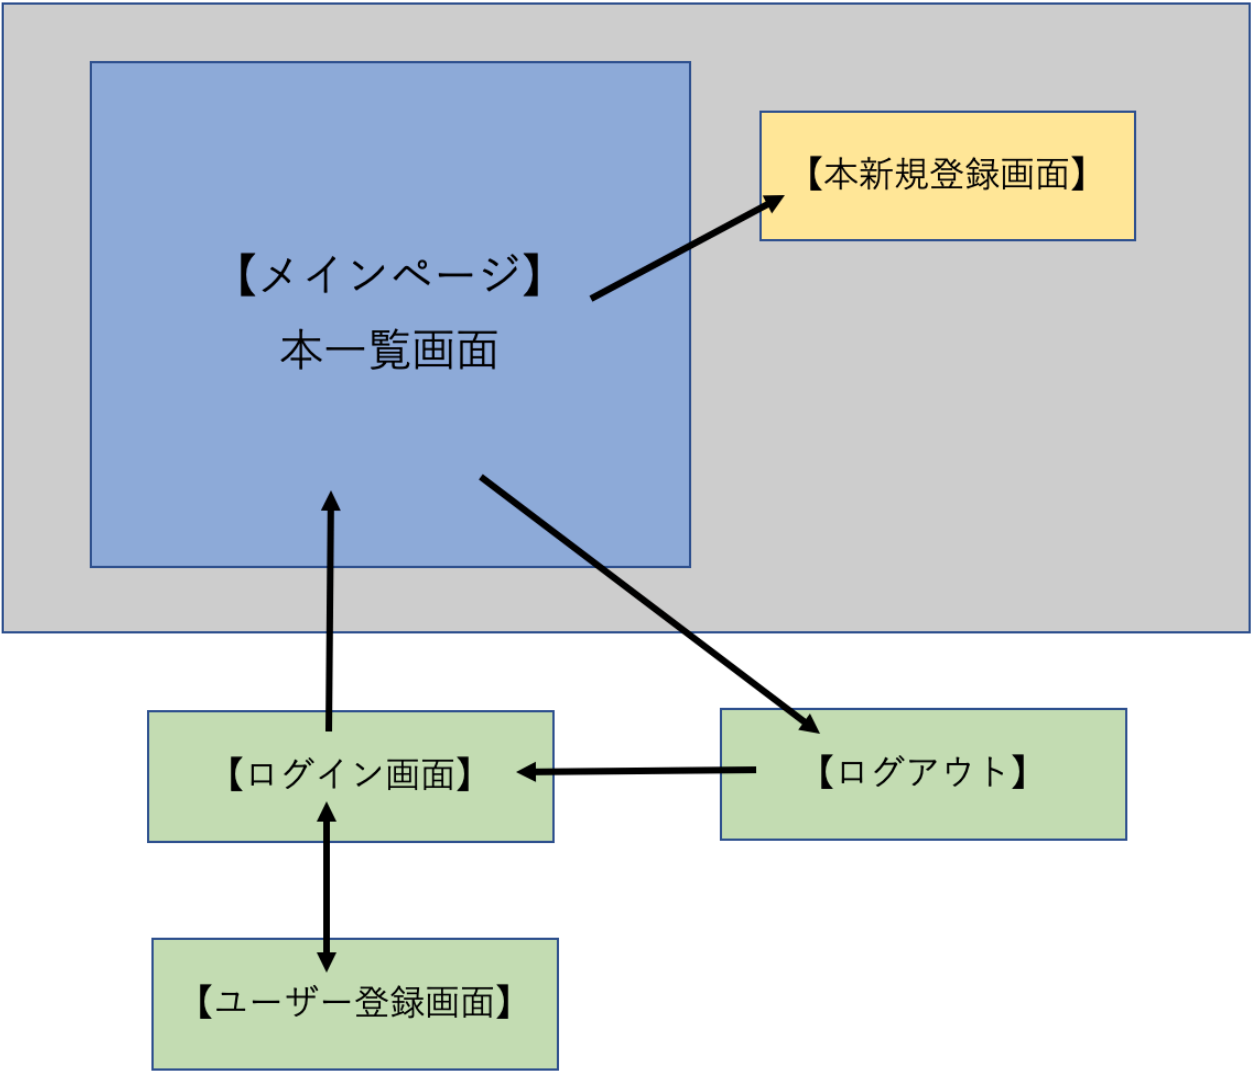 【本新規登録画面】
【メインページ】
本一覧画面
【ログイン画面】
【ログアウト】
【ユーザー登録画面】